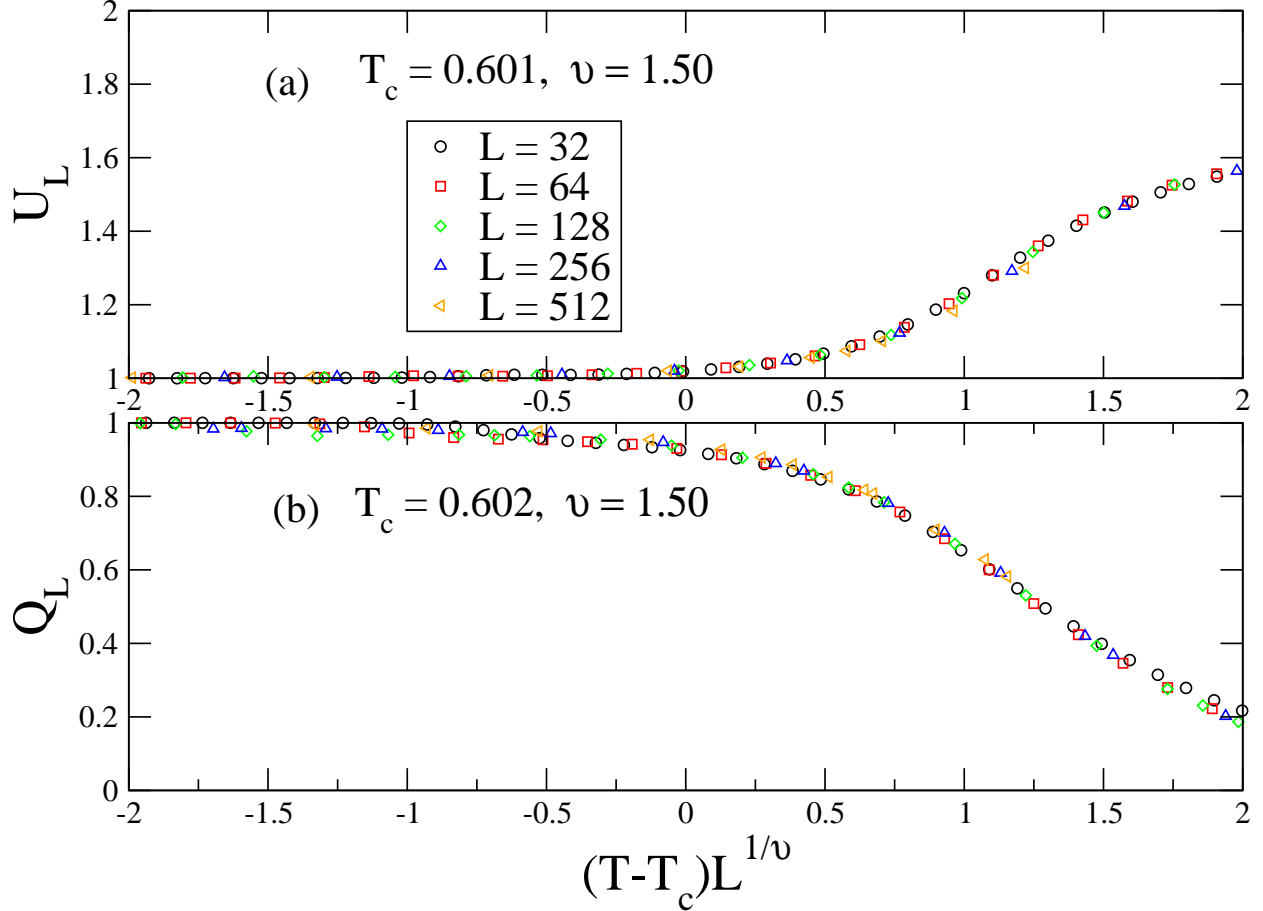 2
1.8
1.6
1.4
1.2
1
U_L
(a) T_c = 0.601, υ = 1.50
L = 32
L = 64
L = 128
L = 256
L = 512
-2 -1.5 -1 -0.5 0 0.5 1 1.5 2
1
0.8
0.6
0.4
0.2
0
Q_L
(b) T_c = 0.602, υ = 1.50
-2 -1.5 -1 -0.5 0 0.5 1 1.5 2
(T-T_c)L^{1/υ}